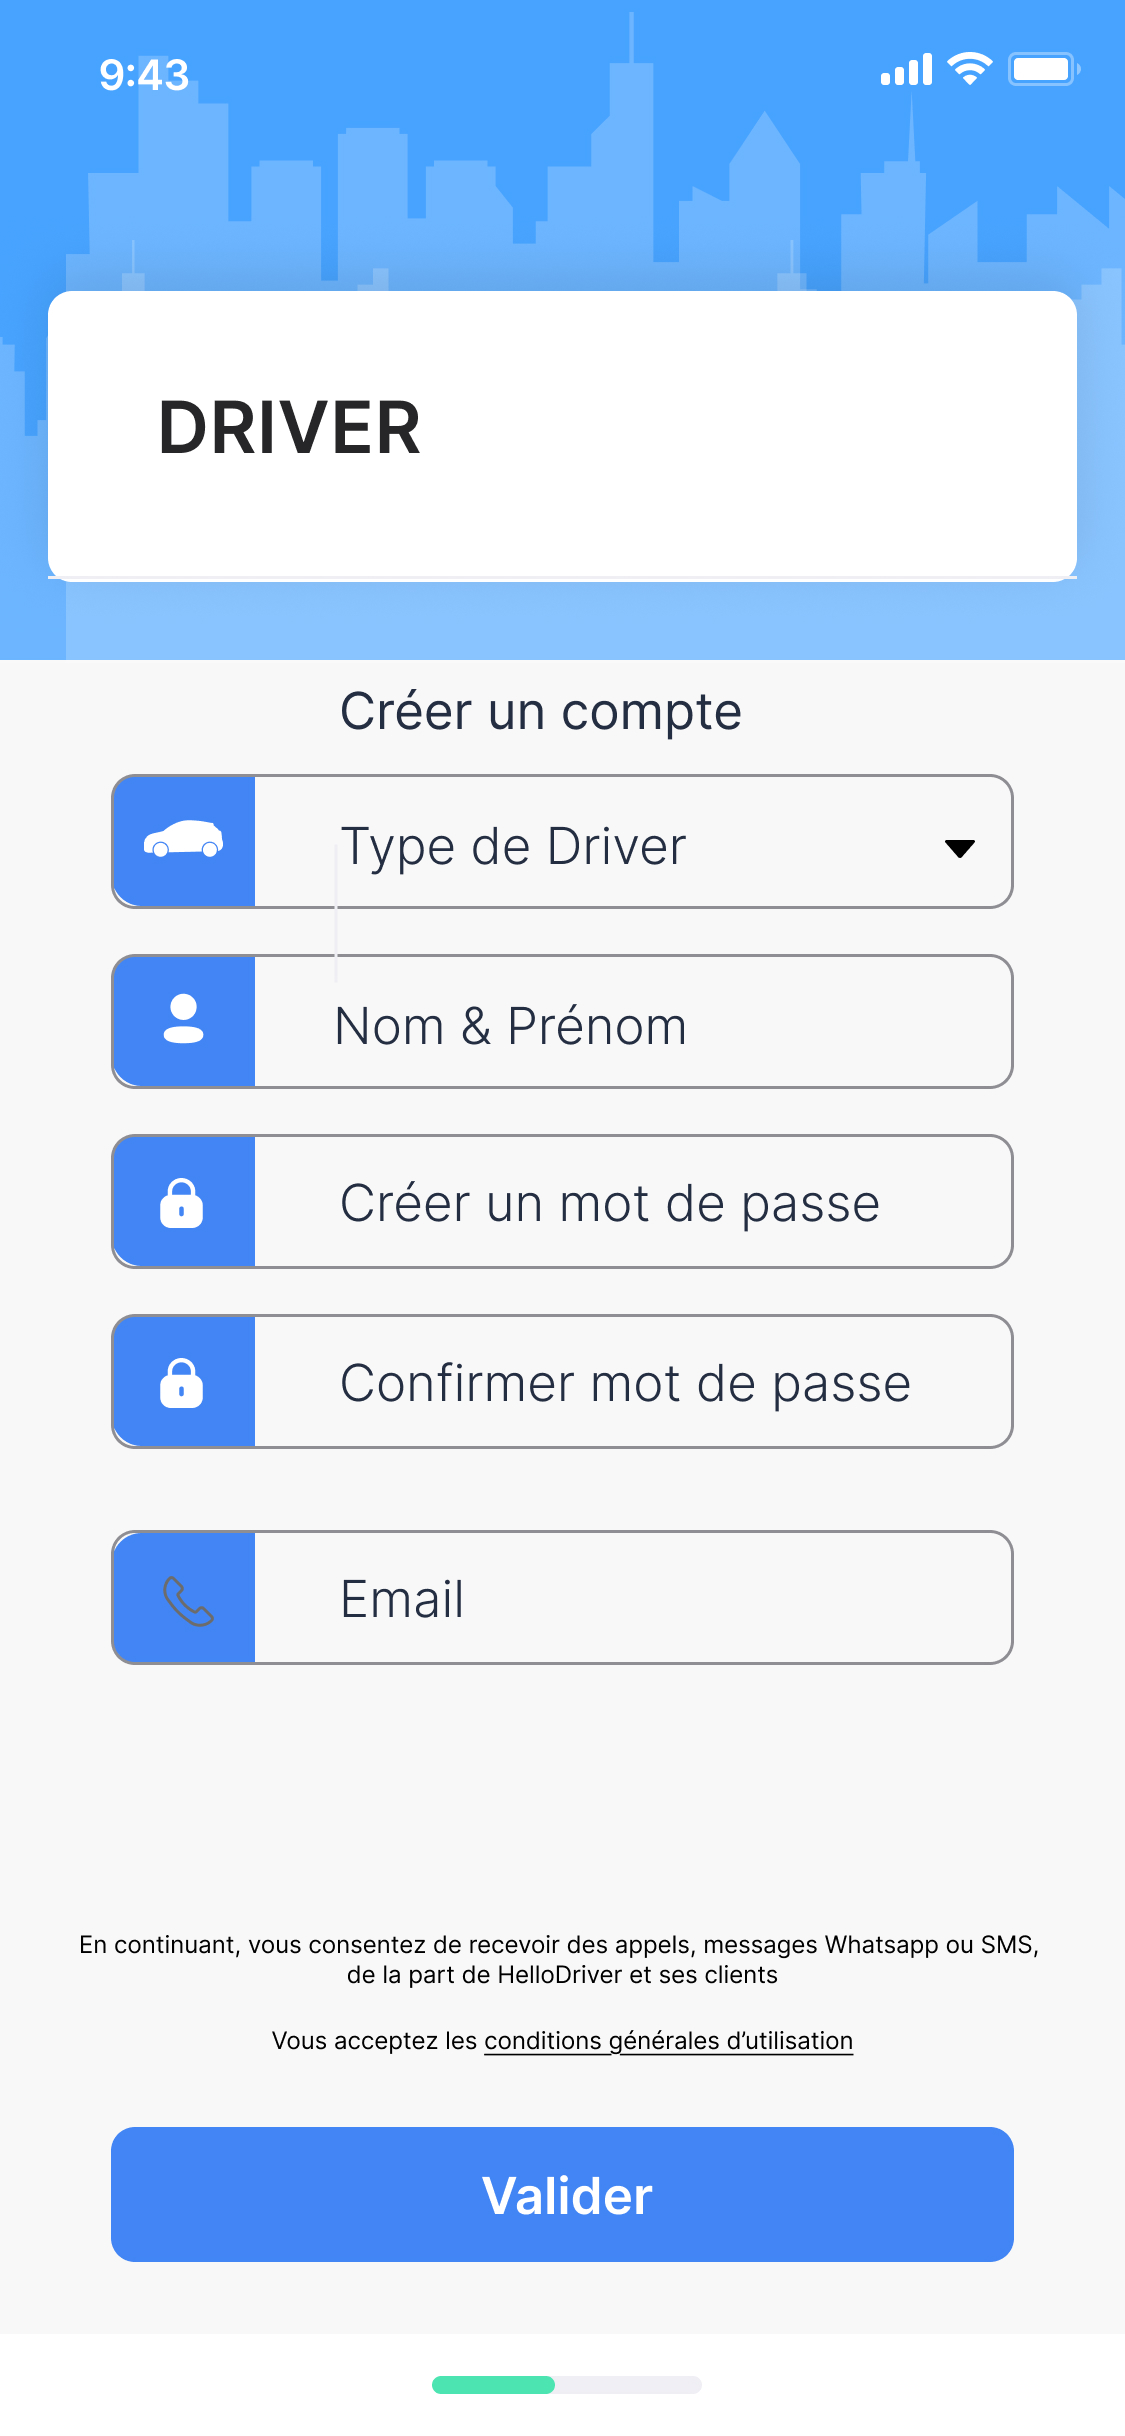 9:43
DRIVER
Créer un compte
Type de Driver
Nom & Prénom
Créer un mot de passe
Confirmer mot de passe
Email
En continuant, vous consentez de recevoir des appels, messages Whatsapp ou SMS,
de la part de HelloDriver et ses clients
Vous acceptez les conditions générales d’utilisation
Valider